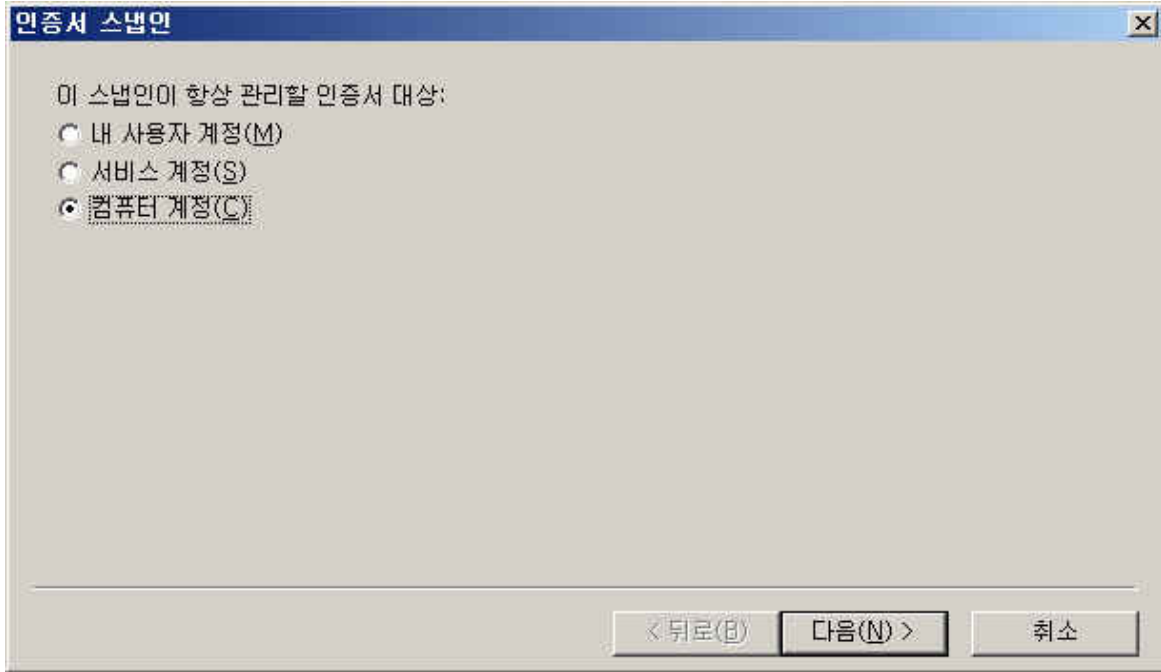 인증서 스냅인
이 스냅인이 항상 관리할 인증서 대상:
내 사용자 계정(M)
서비스 계정(S)
컴퓨터 계정(C)
< 뒤로(B) 다음(N) > 취소